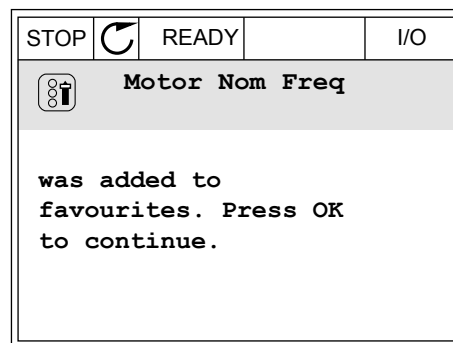 STOP READY I/O
Motor Nom Freq
was added to
favourites. Press OK
to continue.